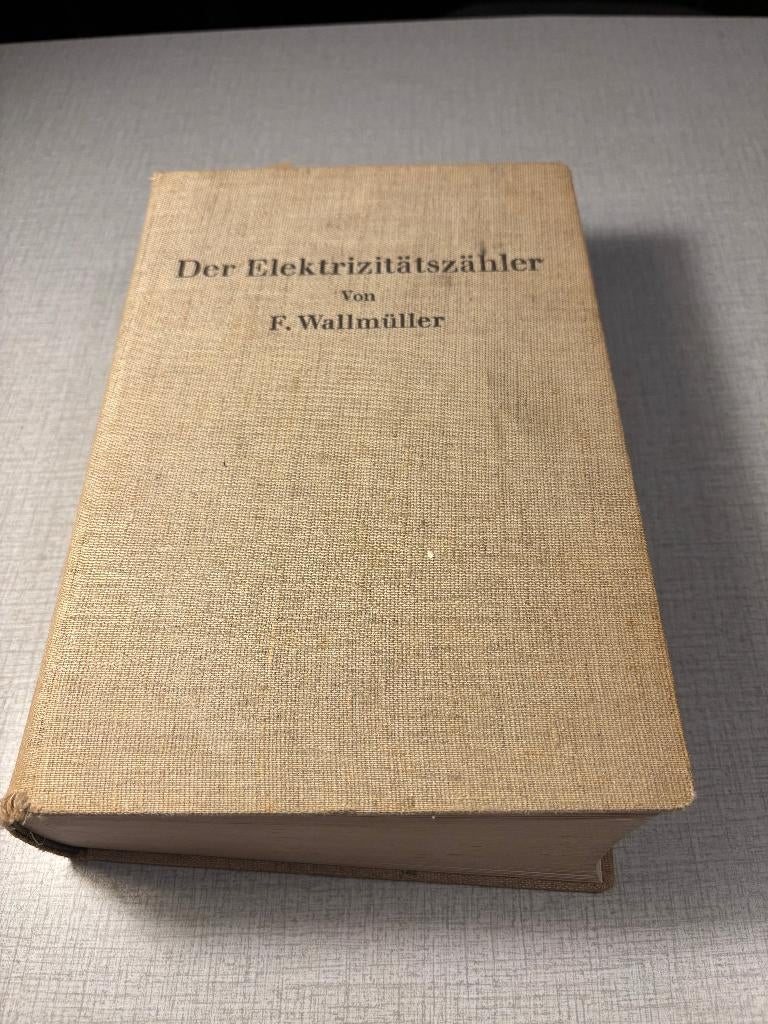 Der Elektrizitätszähler
Von
F. Wallmüller